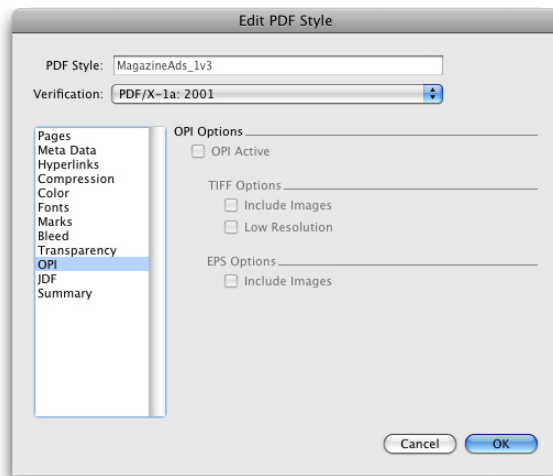 Edit PDF Style
PDF Style: MagazineAds_1v3
Verification: PDF/X-1a: 2001
Pages
Meta Data
Hyperlinks
Compression
Color
Fonts
Marks
Bleed
Transparency
OPI
JDF
Summary
OPI Options
OPI Active
TIFF Options
Include Images
Low Resolution
EPS Options
Include Images
Cancel OK